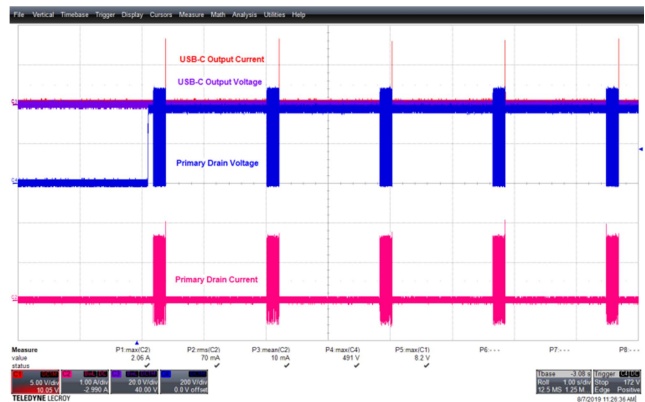 File Vertical Timebase Trigger Display Cursors Measure Math Analysis Utilities Help
USB-C Output Current
USB-C Output Voltage
Primary Drain Voltage
Primary Drain Current
Measure P1:max(C2) P2:rms(C2) P3:mean(C2) P4:max(C4) P5:max(C1) P6:- - - P7:- - - P8:- - -
value 2.06 A 70 mA 10 mA 491 V 8.2 V
status
C1 C2
5.00 V/div 1.00 A/div 20.0 V/div 200 V/div
10.05 V -2.990 A 40.00 V 0.0 V offset
Tbase -3.08 s Trigger
Roll 1.00 s/div Stop 172 V
12.5 MS 1.25 M Edge Positive
TELEDYNE LECROY
8/7/2019 11:26:36 AM